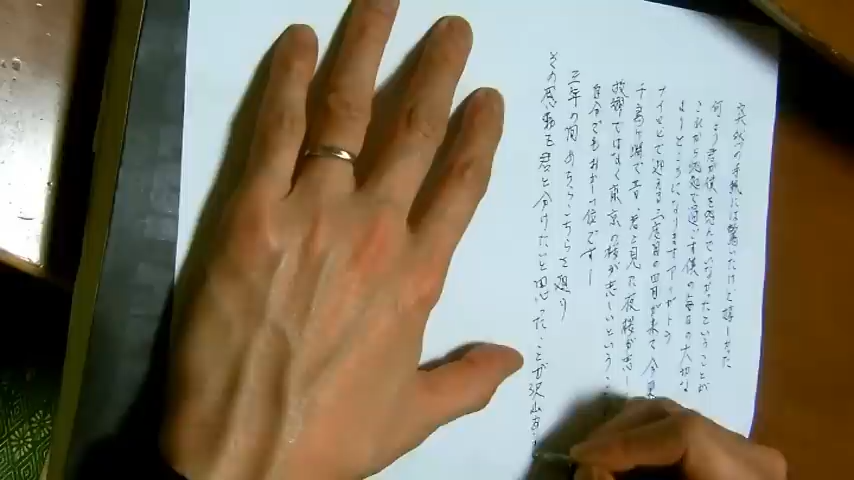 突然の手紙には驚いたけど嬉しかった
何より君が僕を怨んでいなかったということが
これから此処で過ごす僕の毎日の大切な
よりどころになります アリガトウ
ナイロビで迎える三度目の四月が来て 今更
千鳥ヶ淵で昔 君と見た夜桜が恋し
故郷ではなく東京の桜が恋しいということ
自分でもおかしい位です
三年の間あちらこちらを廻り
その感動を君と分けたいと思ったことが沢山あり